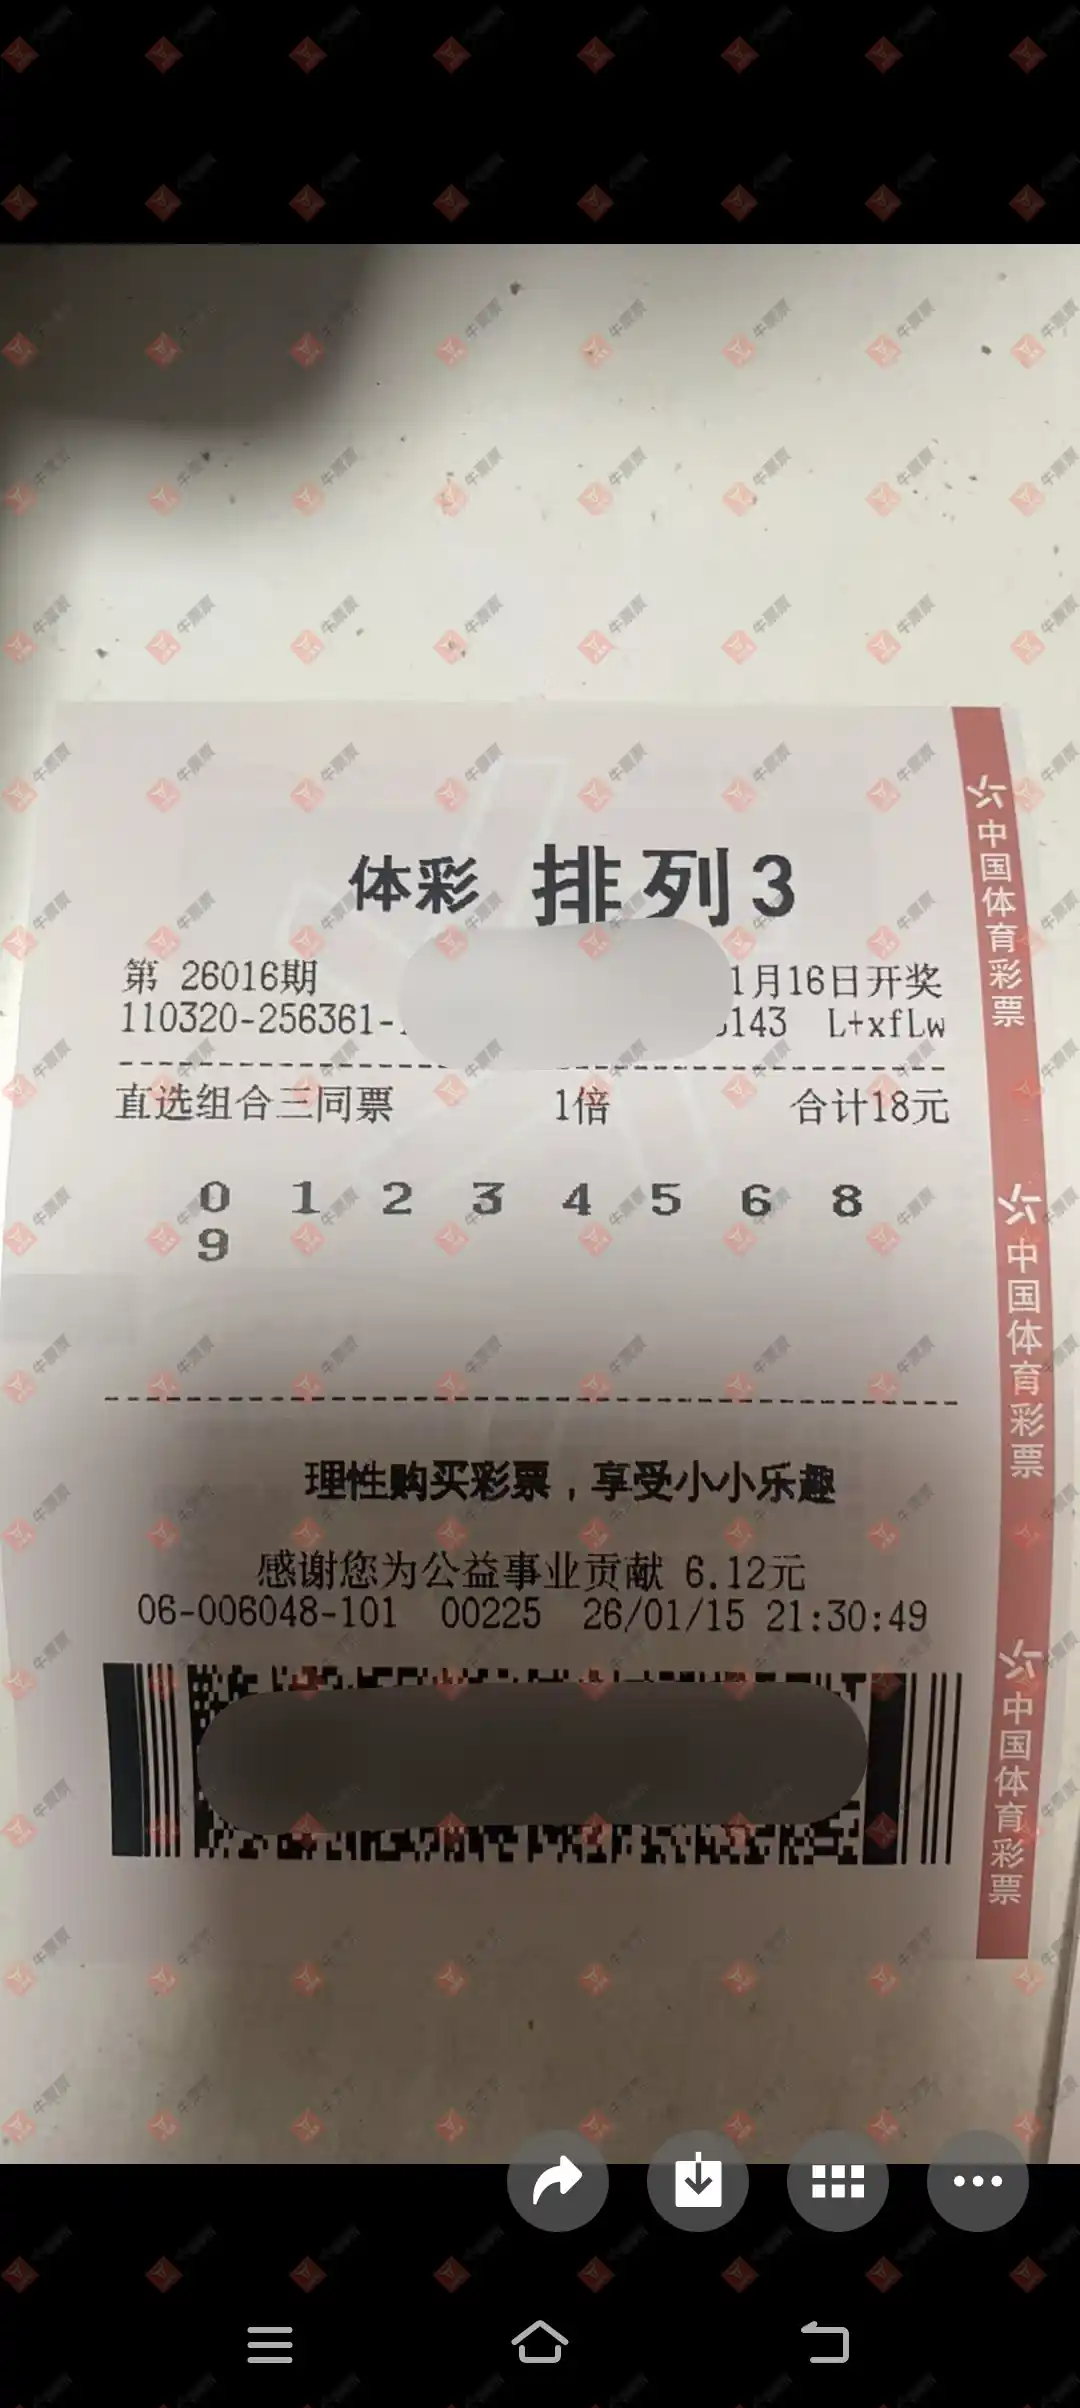 体彩 排列3
第 26016期 1月16日开奖
110320-256361- 143 L+xfLw
直选组合三同票 1倍 合计18元
0 1 2 3 4 5 6 8
9
理性购买彩票，享受小小乐趣
感谢您为公益事业贡献 6.12元
06-006048-101 00225 26/01/15 21:30:49
中国体育彩票
中国体育彩票
中国体育彩票
牛票票